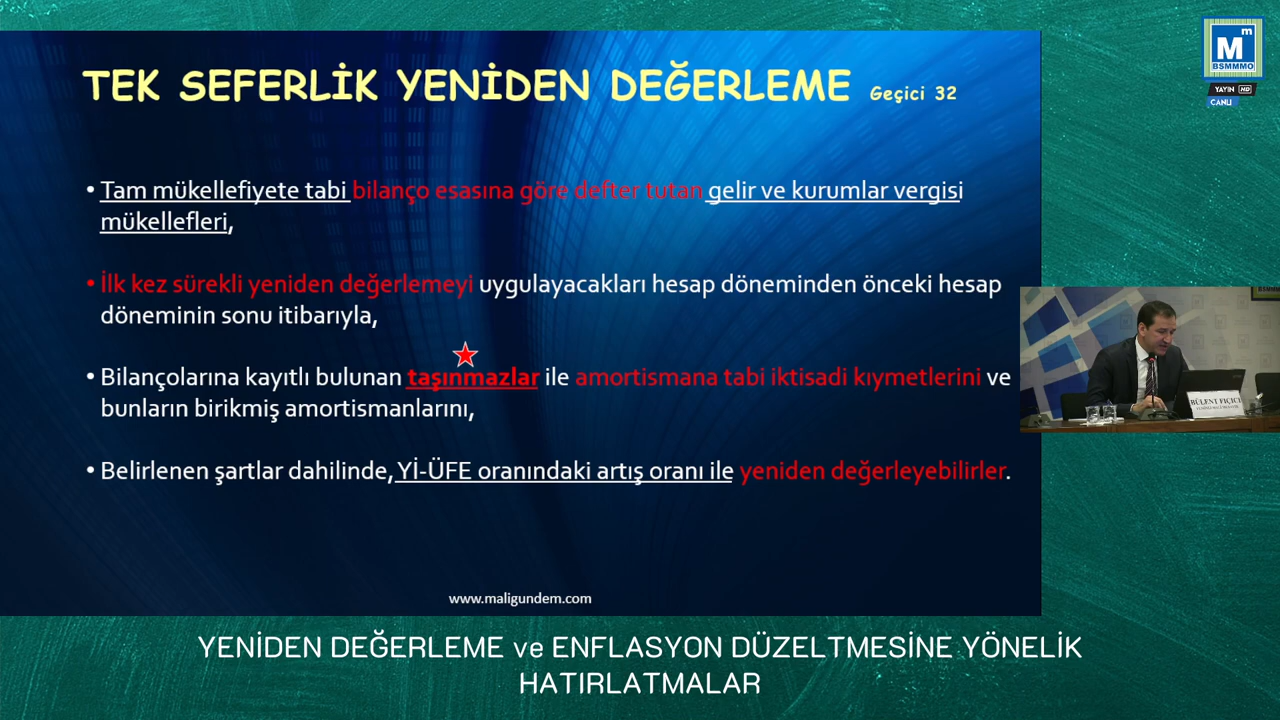 TEK SEFERLİK YENİDEN DEĞERLEME Geçici 32
• Tam mükellefiyete tabi bilanço esasına göre defter tutan gelir ve kurumlar vergisi
mükellefleri,
• İlk kez sürekli yeniden değerlemeyi uygulayacakları hesap döneminden önceki hesap
döneminin sonu itibarıyla,
• Bilançolarına kayıtlı bulunan taşınmazlar ile amortismana tabi iktisadi kıymetlerini ve
bunların birikmiş amortismanlarını,
• Belirlenen şartlar dahilinde, Yİ-ÜFE oranındaki artış oranı ile yeniden değerleyebilirler.
www.maligundem.com
M m
BSMMMO
YAYIN HD
CANLI
BÜLENT FIÇICI
YENİDEN DEĞERLEME ve ENFLASYON DÜZELTMESİNE YÖNELİK
HATIRLATMALAR